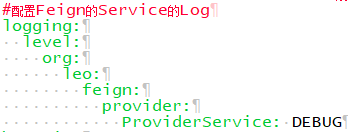 #配置Feign的Service的Log
logging:
  level:
    org:
      leo:
        feign:
          provider:
            ProviderService: DEBUG